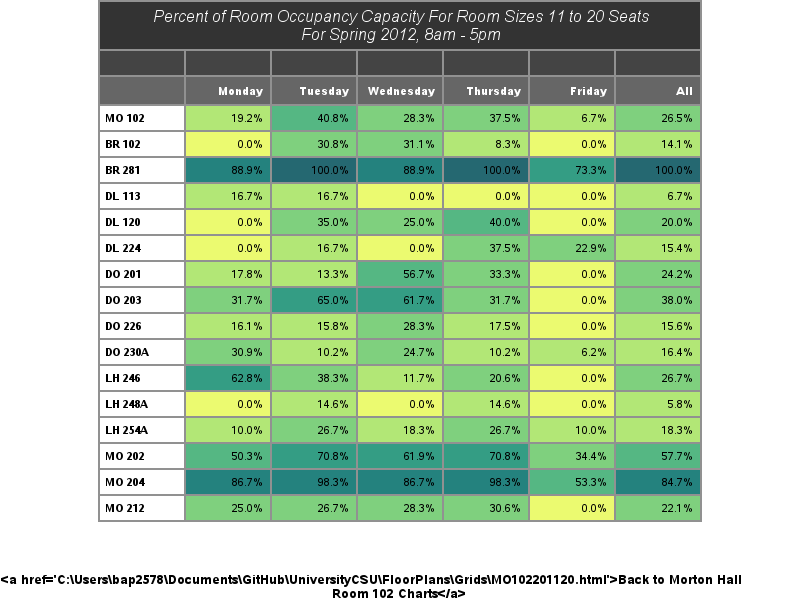 Percent of Room Occupancy Capacity For Room Sizes 11 to 20 Seats
For Spring 2012, 8am - 5pm
Monday Tuesday Wednesday Thursday Friday All
MO 102 19.2% 40.8% 28.3% 37.5% 6.7% 26.5%
BR 102 0.0% 30.8% 31.1% 8.3% 0.0% 14.1%
BR 281 88.9% 100.0% 88.9% 100.0% 73.3% 100.0%
DL 113 16.7% 16.7% 0.0% 0.0% 0.0% 6.7%
DL 120 0.0% 35.0% 25.0% 40.0% 0.0% 20.0%
DL 224 0.0% 16.7% 0.0% 37.5% 22.9% 15.4%
DO 201 17.8% 13.3% 56.7% 33.3% 0.0% 24.2%
DO 203 31.7% 65.0% 61.7% 31.7% 0.0% 38.0%
DO 226 16.1% 15.8% 28.3% 17.5% 0.0% 15.6%
DO 230A 30.9% 10.2% 24.7% 10.2% 6.2% 16.4%
LH 246 62.8% 38.3% 11.7% 20.6% 0.0% 26.7%
LH 248A 0.0% 14.6% 0.0% 14.6% 0.0% 5.8%
LH 254A 10.0% 26.7% 18.3% 26.7% 10.0% 18.3%
MO 202 50.3% 70.8% 61.9% 70.8% 34.4% 57.7%
MO 204 86.7% 98.3% 86.7% 98.3% 53.3% 84.7%
MO 212 25.0% 26.7% 28.3% 30.6% 0.0% 22.1%
<a href='C:\Users\bap2578\Documents\GitHub\UniversityCSU\FloorPlans\Grids\MO102201120.html'>Back to Morton Hall
Room 102 Charts</a>